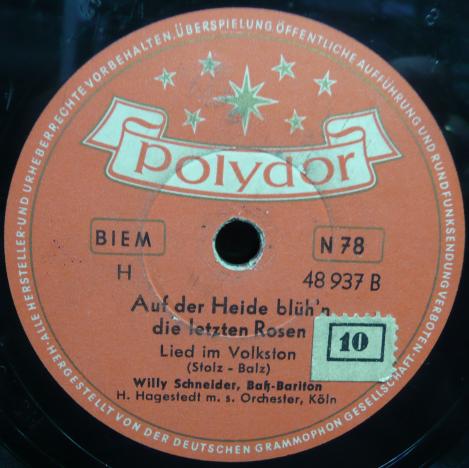 ALLE HERSTELLER- UND URHEBERRECHTE VORBEHALTEN. ÜBERSPIELUNG, ÖFFENTLICHE AUFFÜHRUNG UND RUNDFUNKSENDUNG VERBOTEN.
polydor
BIEM
N 78
H
48 937 B
Auf der Heide blüh'n
die letzten Rosen
10
Lied im Volkston
(Stolz - Balz)
Willy Schneider, Baß-Bariton
H. Hagestedt m. s. Orchester, Köln
HERGESTELLT VON DER DEUTSCHEN GRAMMOPHON GESELLSCHAFT